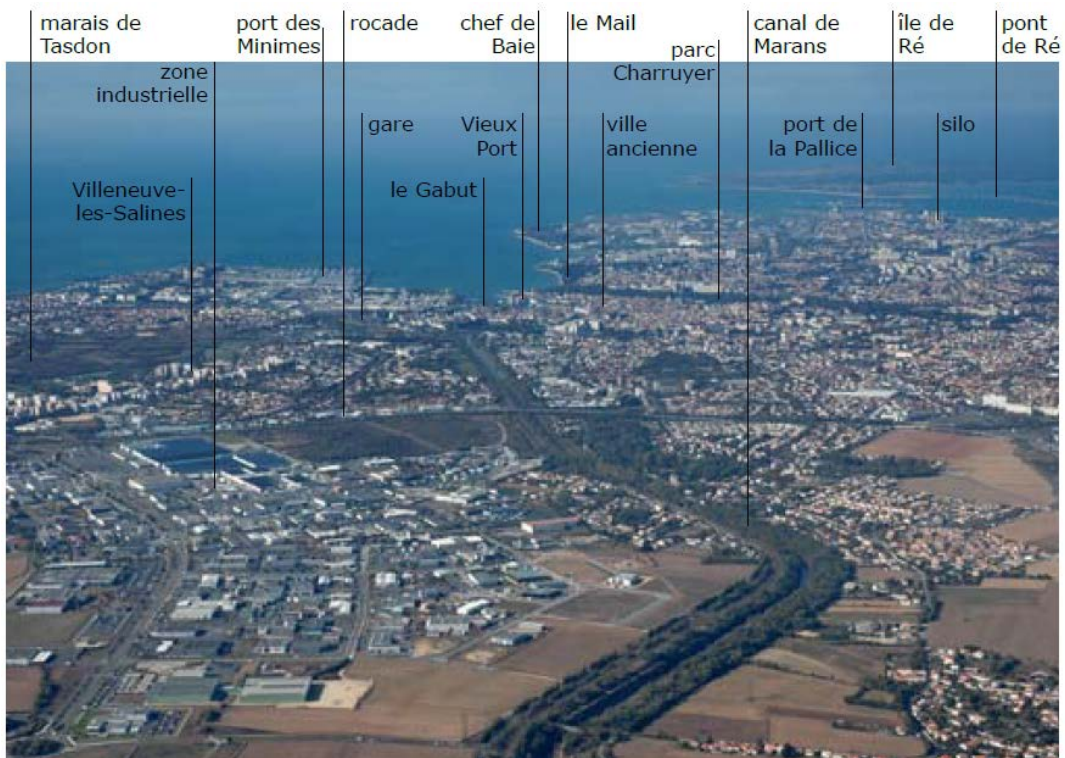 marais de
Tasdon
port des
Minimes
rocade
chef de
Baie
le Mail
canal de
Marans
île de
Ré
pont
de Ré
parc
Charruyer
zone
industrielle
gare
Vieux
Port
ville
ancienne
port de
la Pallice
silo
Villeneuve-
les-Salines
le Gabut